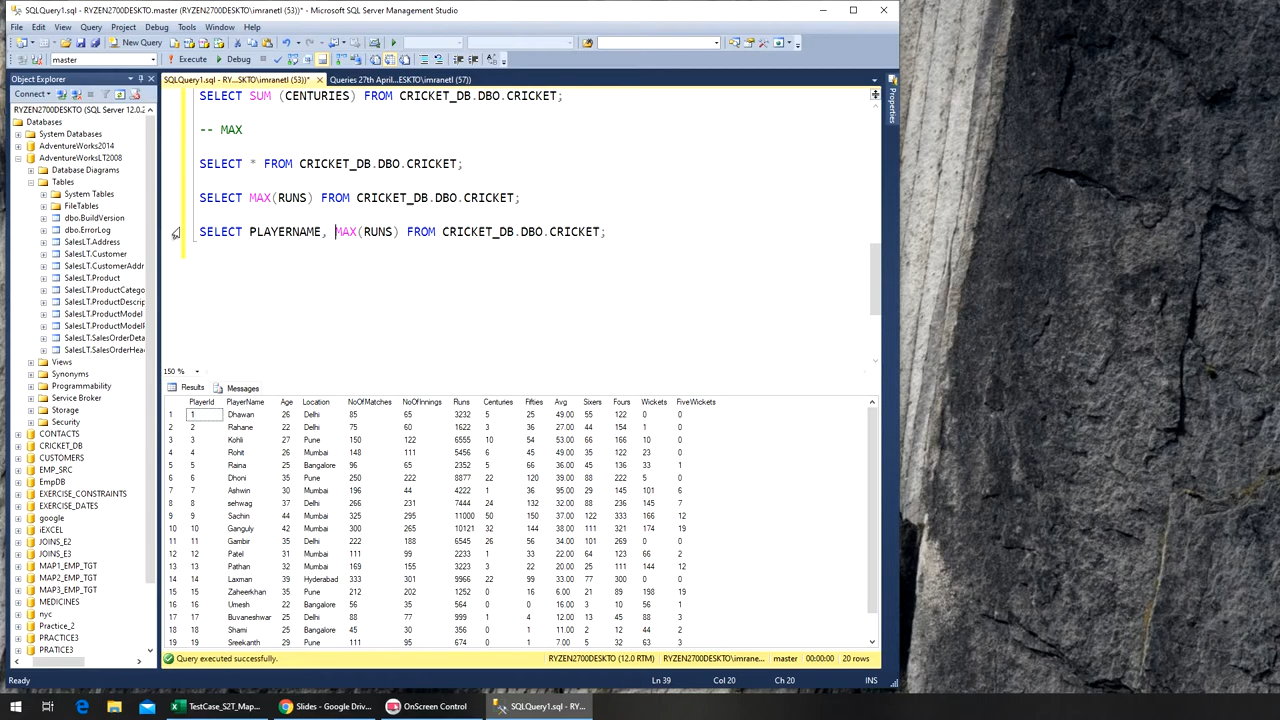 SQLQuery1.sql - RYZEN2700DESKTO.master (RYZEN2700DESKTO\imranetl (53))* - Microsoft SQL Server Management Studio
File Edit View Query Project Debug Tools Window Help
New Query
master Execute Debug
Object Explorer
SQLQuery1.sql - RY...SKTO\imranetl (53))* Queries 27th April...ESKTO\imranetl (57))
Connect
RYZEN2700DESKTO (SQL Server 12.0.2
Databases
System Databases
AdventureWorks2014
AdventureWorksLT2008
Database Diagrams
Tables
System Tables
FileTables
dbo.BuildVersion
dbo.ErrorLog
SalesLT.Address
SalesLT.Customer
SalesLT.CustomerAddr
SalesLT.Product
SalesLT.ProductCatego
SalesLT.ProductDescrip
SalesLT.ProductModel
SalesLT.ProductModelP
SalesLT.SalesOrderDeta
SalesLT.SalesOrderHea
Views
Synonyms
Programmability
Service Broker
Storage
Security
CONTACTS
CRICKET_DB
CUSTOMERS
EMP_SRC
EmpDB
EXERCISE_CONSTRAINTS
EXERCISE_DATES
google
iEXCEL
JOINS_E2
JOINS_E3
MAP1_EMP_TGT
MAP2_EMP_TGT
MAP3_EMP_TGT
MEDICINES
nyc
Practice_2
PRACTICE3
PRATICE3
SELECT SUM (CENTURIES) FROM CRICKET_DB.DBO.CRICKET;
-- MAX
SELECT * FROM CRICKET_DB.DBO.CRICKET;
SELECT MAX(RUNS) FROM CRICKET_DB.DBO.CRICKET;
SELECT PLAYERNAME, MAX(RUNS) FROM CRICKET_DB.DBO.CRICKET;
Properties
150 %
Results Messages
PlayerId PlayerName Age Location NoOfMatches NoOfInnings Runs Centuries Fifties Avg Sixers Fours Wickets FiveWickets
1 1 Dhawan 26 Delhi 85 65 3232 5 25 49.00 55 122 0 0
2 2 Rahane 22 Delhi 75 60 1622 3 36 27.00 44 154 1 0
3 3 Kohli 27 Pune 150 122 6555 10 54 53.00 66 166 10 0
4 4 Rohit 26 Mumbai 148 111 5456 6 45 49.00 35 122 23 0
5 5 Raina 25 Bangalore 96 65 2352 5 66 36.00 45 136 33 1
6 6 Dhoni 35 Pune 250 222 8877 22 120 39.00 88 222 5 0
7 7 Ashwin 30 Mumbai 196 44 4222 1 36 95.00 29 145 101 6
8 8 sehwag 37 Delhi 266 231 7444 24 50 32.00 88 236 145 7
9 9 Sachin 44 Mumbai 325 295 11000 50 132 37.00 122 333 166 12
10 10 Ganguly 42 Mumbai 300 265 10121 32 144 38.00 111 321 174 19
11 11 Gambir 35 Delhi 222 188 6545 26 56 34.00 101 269 0 0
12 12 Patel 31 Mumbai 111 99 2233 1 33 22.00 64 123 66 2
13 13 Pathan 32 Mumbai 169 155 3223 3 22 20.00 25 111 144 12
14 14 Laxman 39 Hyderabad 333 301 9966 22 99 33.00 77 300 0 0
15 15 Zaheerkhan 35 Pune 212 202 1252 0 16 6.00 21 89 198 19
16 16 Umesh 22 Bangalore 56 35 564 0 0 16.00 3 10 56 1
17 17 Buvaneshwar 25 Delhi 88 77 999 1 4 12.00 13 45 88 3
18 18 Shami 25 Bangalore 45 30 356 0 1 11.00 2 12 44 2
19 19 Sreekanth 29 Pune 111 95 674 0 1 7.00 5 32 63 3
Query executed successfully. RYZEN2700DESKTO (12.0 RTM) RYZEN2700DESKTO\imrane... master 00:00:00 20 rows
Ready Ln 39 Col 20 Ch 20 INS
TestCase_S2T_Map... Slides - Google Driv... OnScreen Control SQLQuery1.sql - RY...